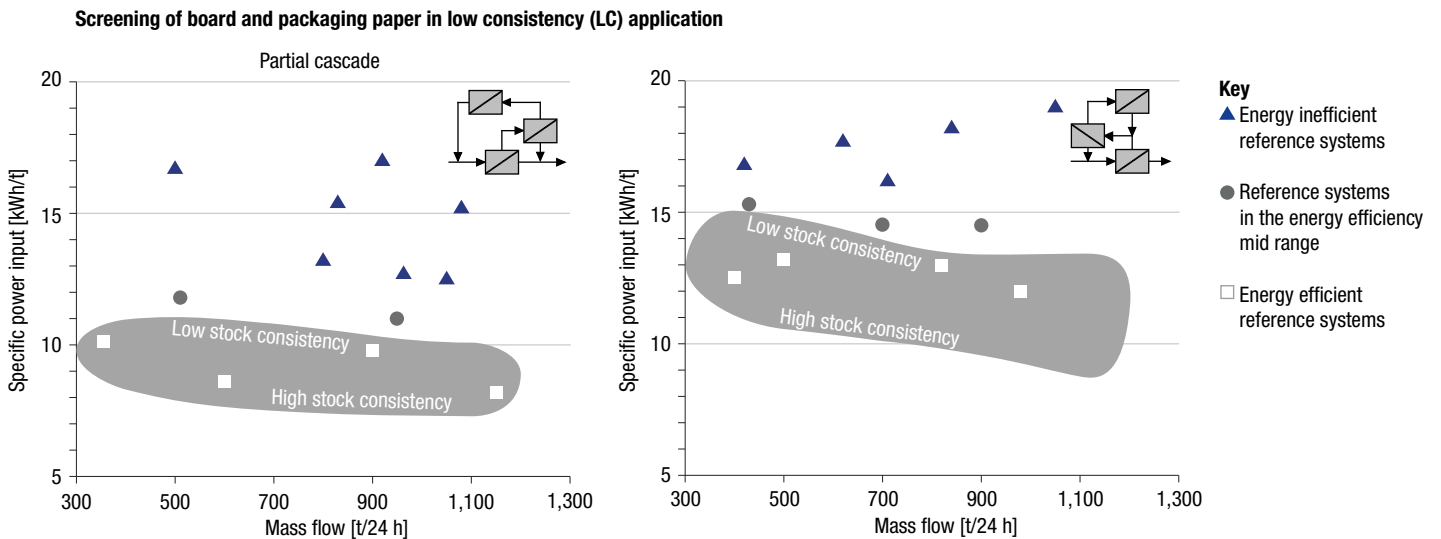 Screening of board and packaging paper in low consistency (LC) application
Partial cascade
Specific power input [kWh/t]
20
15
10
5
Low stock consistency
High stock consistency
300 500 700 900 1,100 1,300
Mass flow [t/24 h]
Specific power input [kWh/t]
20
15
10
5
Low stock consistency
High stock consistency
300 500 700 900 1,100 1,300
Mass flow [t/24 h]
Key
Energy inefficient
reference systems
Reference systems
in the energy efficiency
mid range
Energy efficient
reference systems